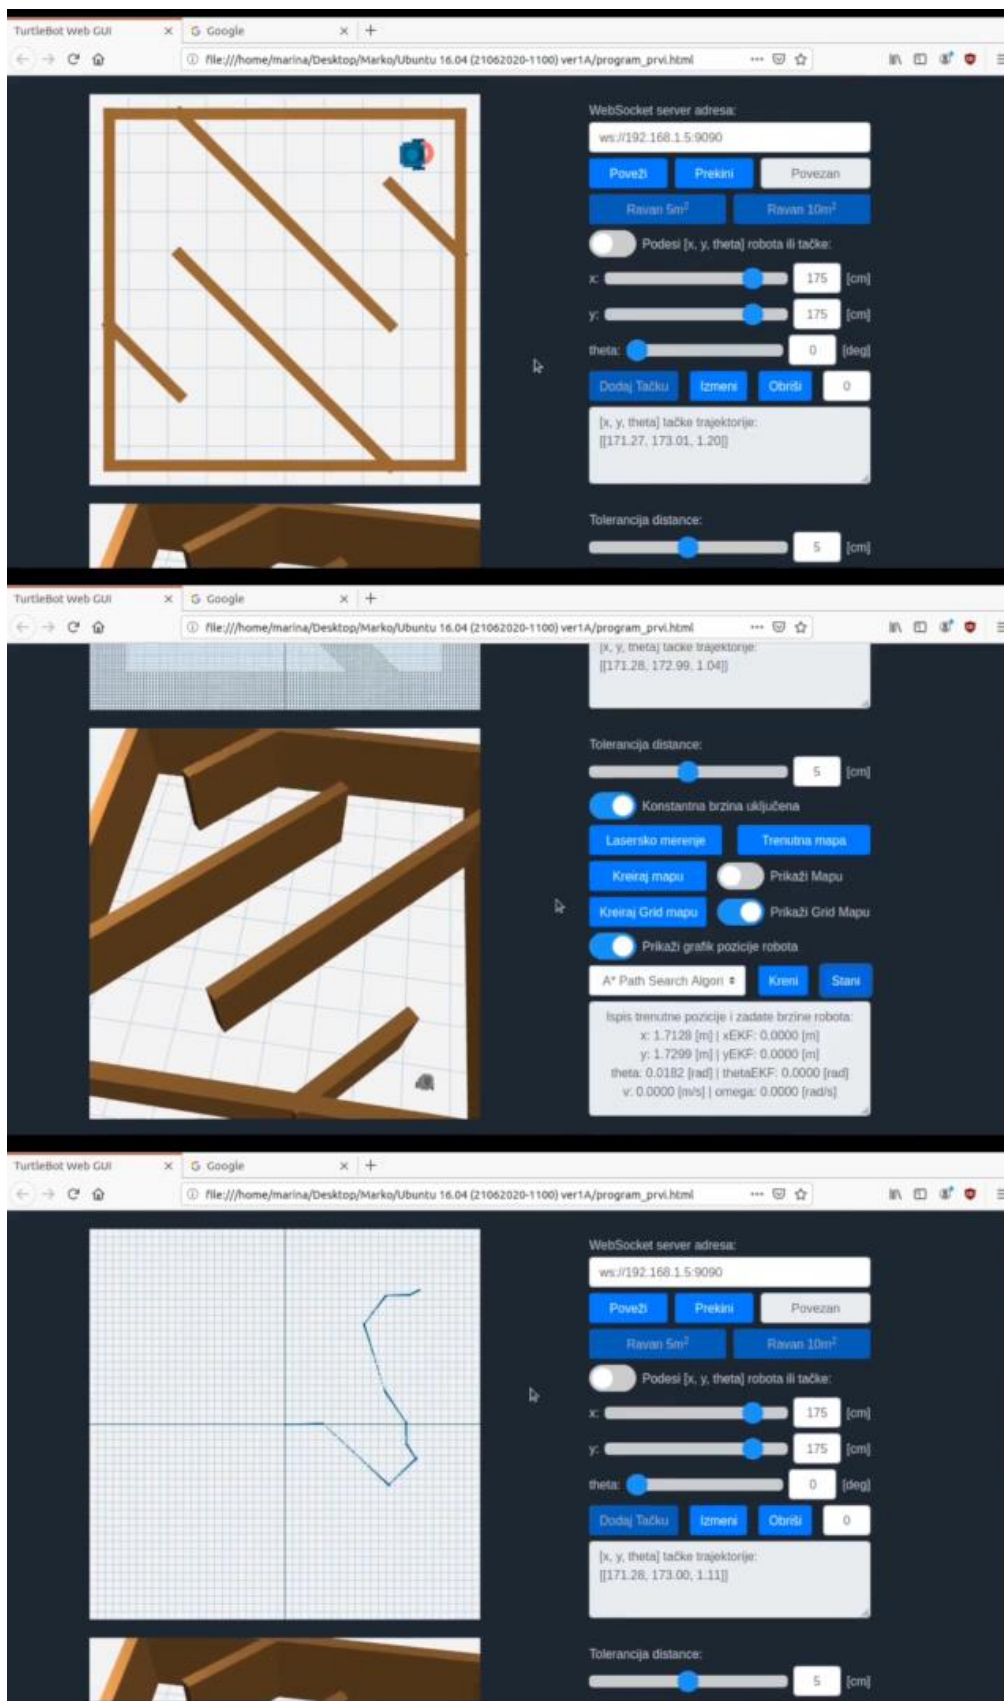 TurtleBot Web GUI
Google
file:///home/marina/Desktop/Marko/Ubuntu 16.04 (21062020-1100) ver1A/program_prvi.html
WebSocket server adresa:
ws://192.168.1.5:9090
Poveži Prekini Povezan
Ravan 5m² Ravan 10m²
Podesi [x, y, theta] robota ili tačke:
x: 175 [cm]
y: 175 [cm]
theta: 0 [deg]
Dodaj Tačku Izmeni Obriši 0
[x, y, theta] tačke trajektorije:
[[171.27, 173.01, 1.20]]
Tolerancija distance:
5 [cm]
TurtleBot Web GUI
Google
file:///home/marina/Desktop/Marko/Ubuntu 16.04 (21062020-1100) ver1A/program_prvi.html
[x, y, theta] tačke trajektorije:
[[171.28, 172.99, 1.04]]
Tolerancija distance:
5 [cm]
Konstantna brzina uključena
Lasersko merenje Trenutna mapa
Kreiraj mapu Prikaži Mapu
Kreiraj Grid mapu Prikaži Grid Mapu
Prikaži grafik pozicije robota
A* Path Search Algori Kreni Stani
Ispis trenutne pozicije i zadate brzine robota:
x: 1.7128 [m] | xEKF: 0.0000 [m]
y: 1.7299 [m] | yEKF: 0.0000 [m]
theta: 0.0182 [rad] | thetaEKF: 0.0000 [rad]
v: 0.0000 [m/s] | omega: 0.0000 [rad/s]
TurtleBot Web GUI
Google
file:///home/marina/Desktop/Marko/Ubuntu 16.04 (21062020-1100) ver1A/program_prvi.html
WebSocket server adresa:
ws://192.168.1.5:9090
Poveži Prekini Povezan
Ravan 5m² Ravan 10m²
Podesi [x, y, theta] robota ili tačke:
x: 175 [cm]
y: 175 [cm]
theta: 0 [deg]
Dodaj Tačku Izmeni Obriši 0
[x, y, theta] tačke trajektorije:
[[171.28, 173.00, 1.11]]
Tolerancija distance:
5 [cm]